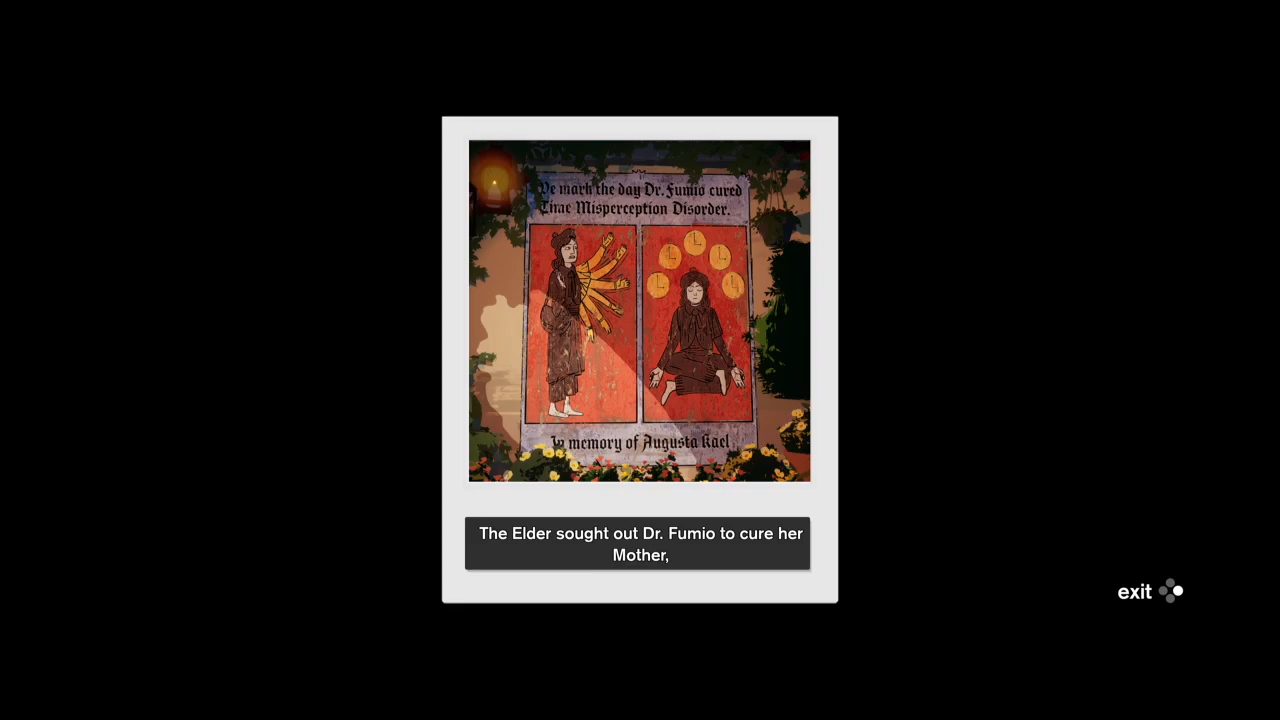 We mark the day Dr. Fumio cured
Time Misperception Disorder.
In memory of Augusta Kael
The Elder sought out Dr. Fumio to cure her
Mother,
exit